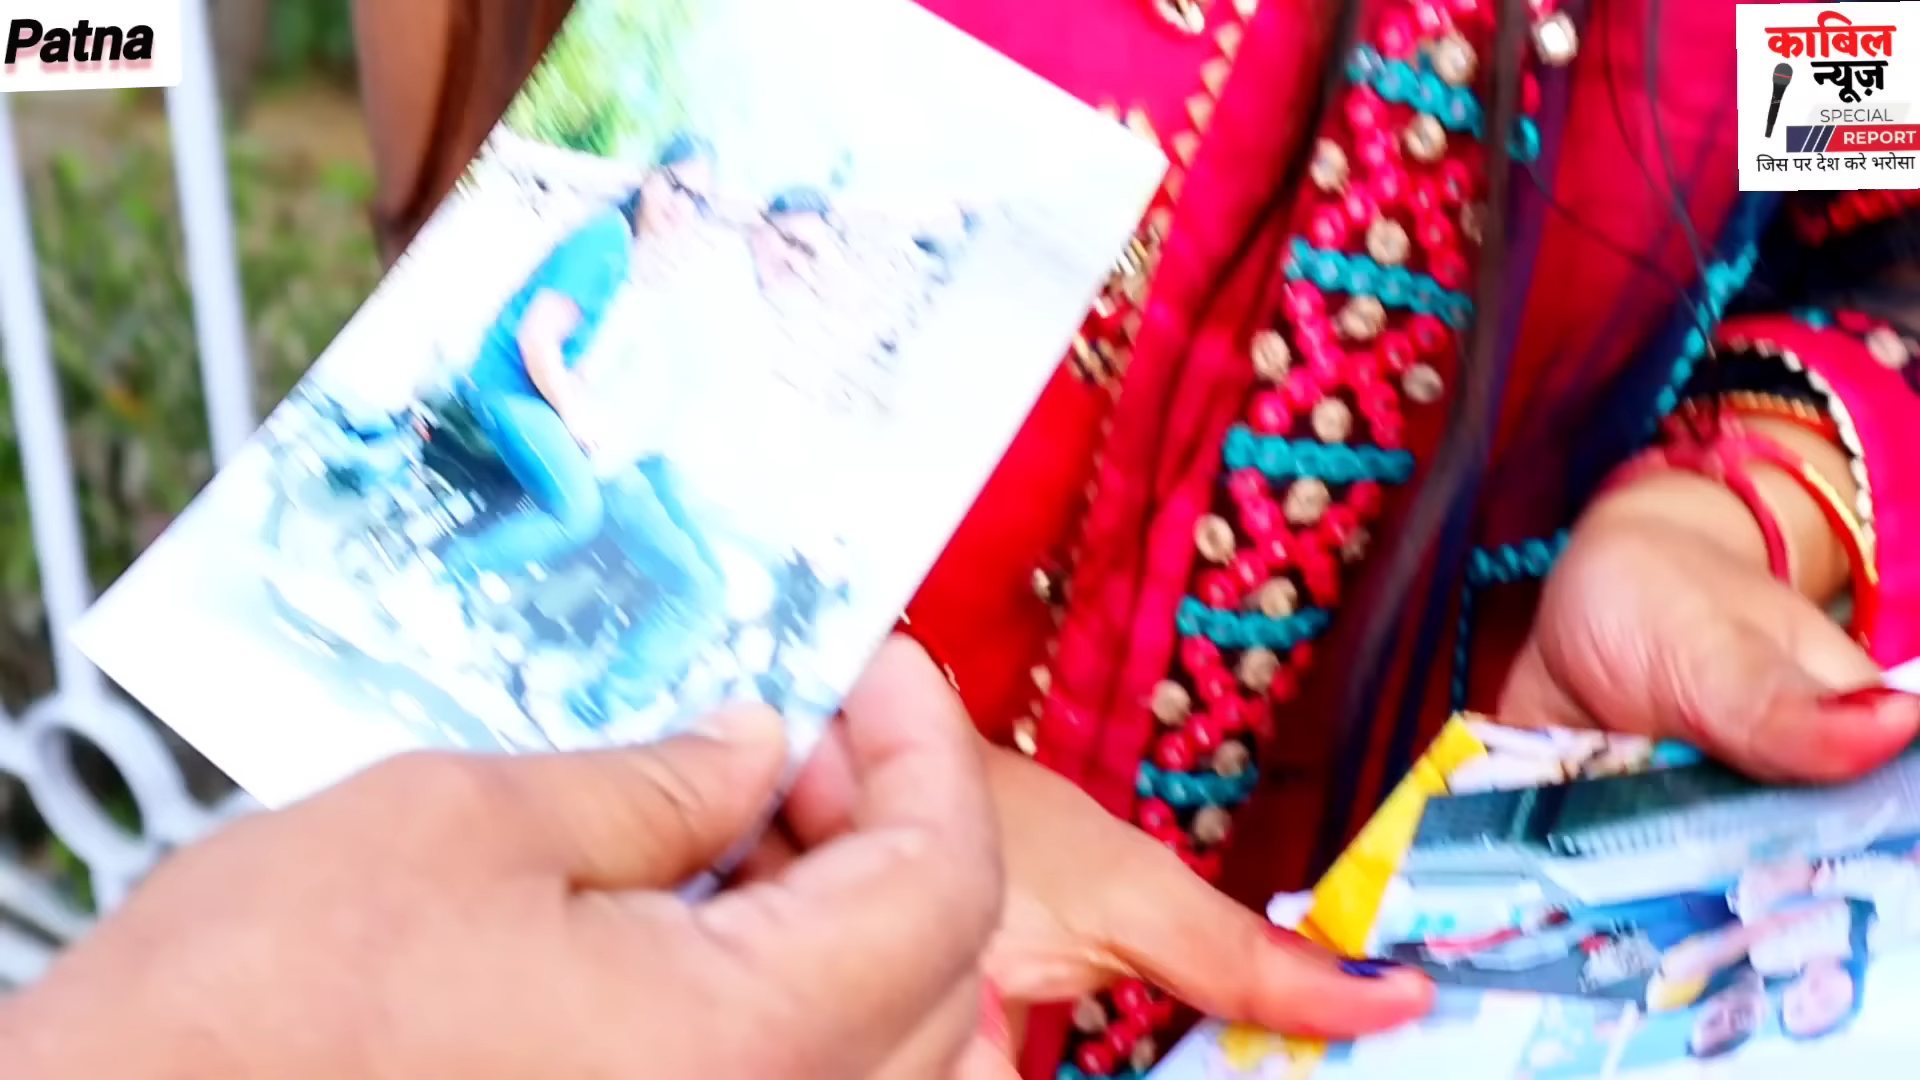 Patna
काबिल
न्यूज़
SPECIAL
REPORT
जिस पर देश करे भरोसा